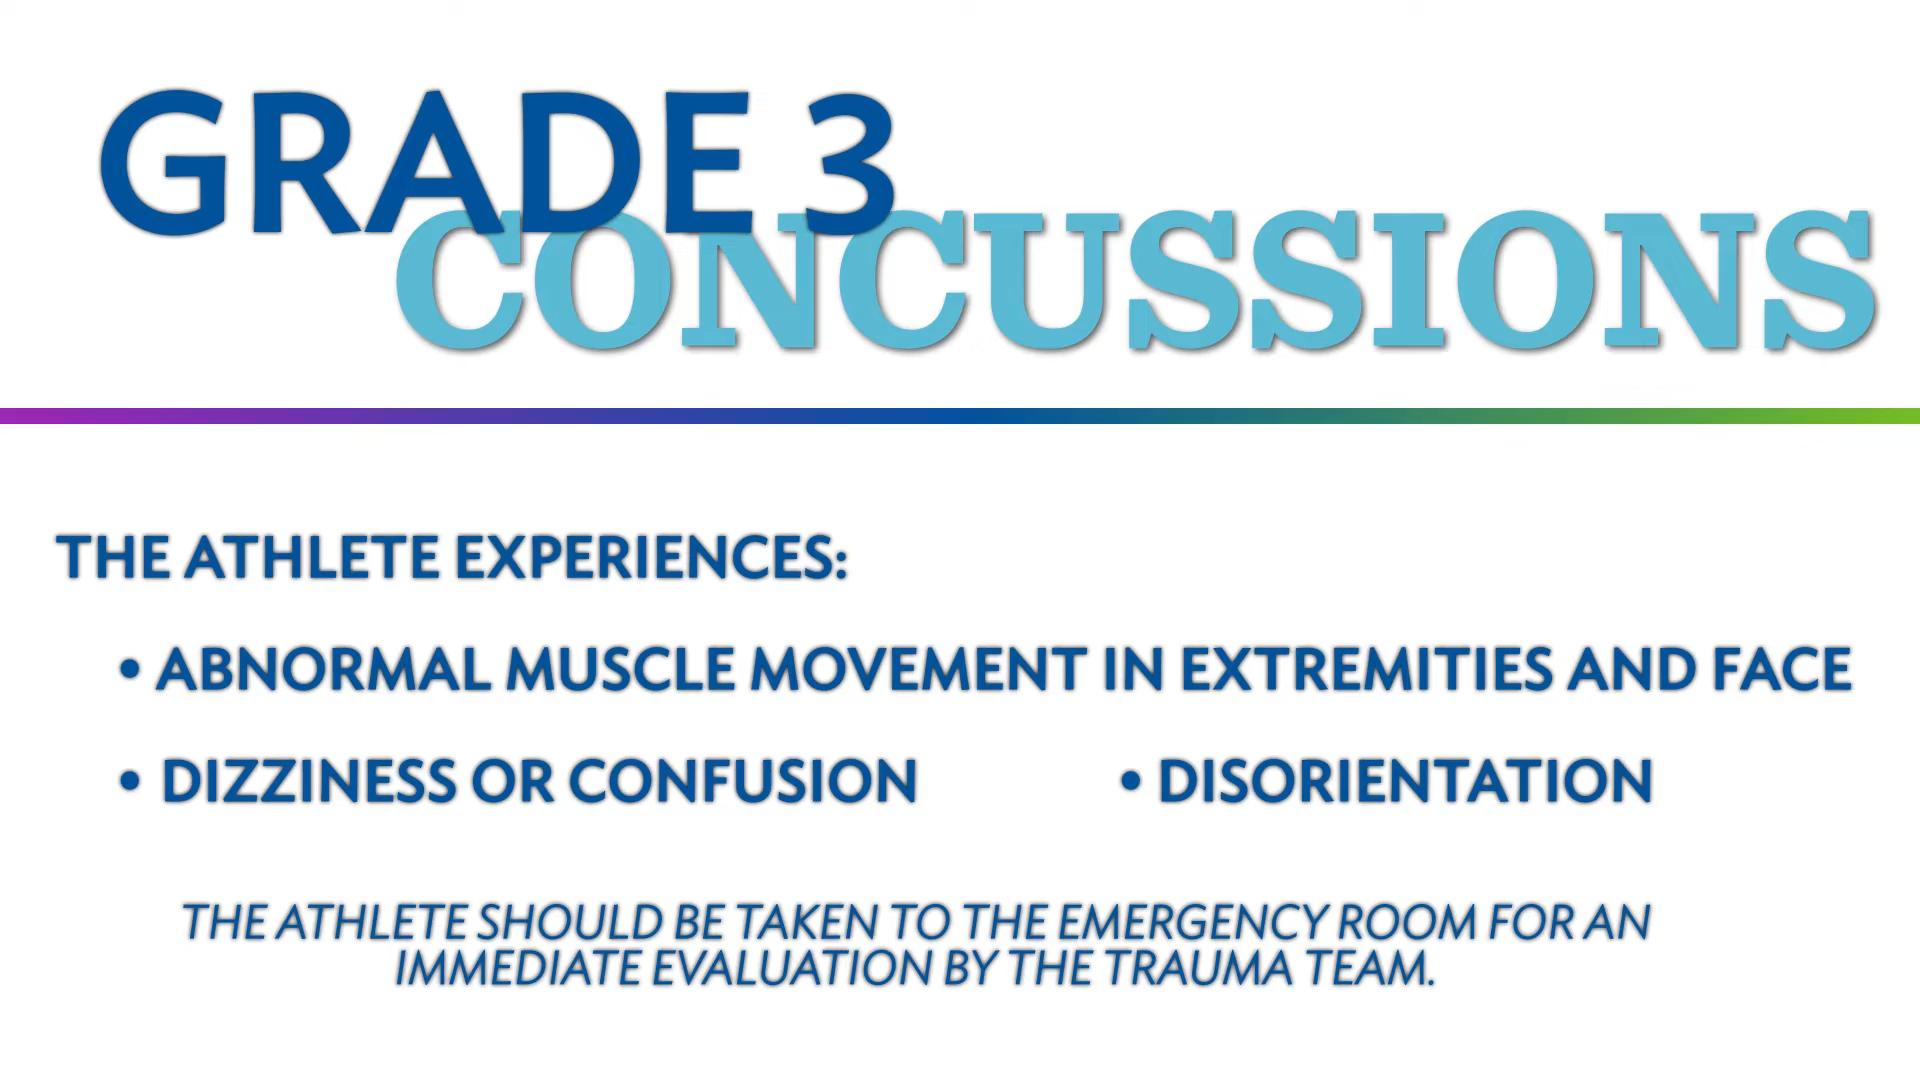 GRADE 3
CONCUSSIONS
THE ATHLETE EXPERIENCES:
• ABNORMAL MUSCLE MOVEMENT IN EXTREMITIES AND FACE
• DIZZINESS OR CONFUSION • DISORIENTATION
THE ATHLETE SHOULD BE TAKEN TO THE EMERGENCY ROOM FOR AN
IMMEDIATE EVALUATION BY THE TRAUMA TEAM.